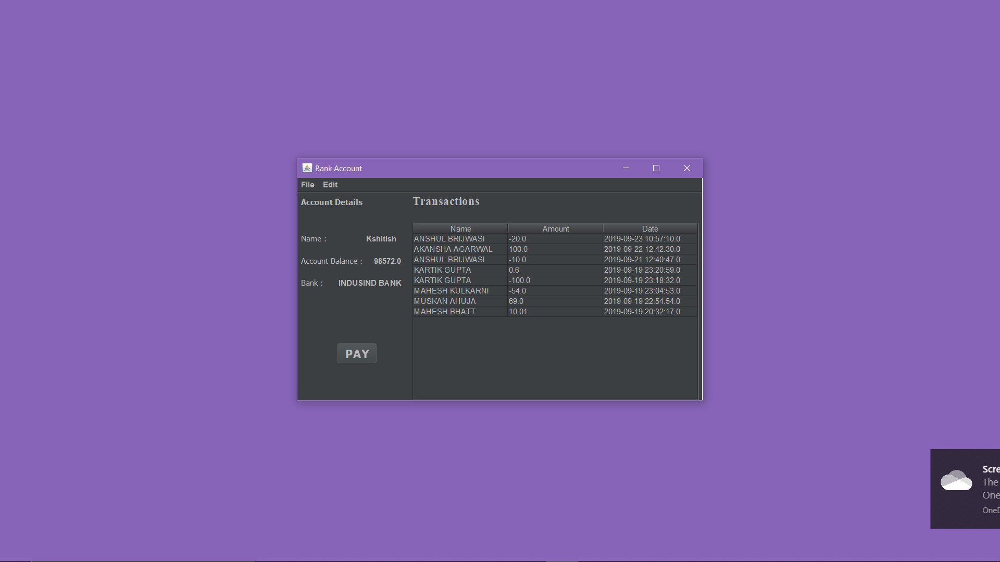 Bank Account
File Edit
Account Details
Transactions
Name Amount Date
Name : Kshitish
Account Balance : 98572.0
Bank : INDUSIND BANK
ANSHUL BRIJWASI -20.0 2019-09-23 10:57:10.0
AKANSHA AGARWAL 100.0 2019-09-22 12:42:30.0
ANSHUL BRIJWASI -10.0 2019-09-21 12:40:47.0
KARTIK GUPTA 0.6 2019-09-19 23:20:59.0
KARTIK GUPTA -100.0 2019-09-19 23:18:32.0
MAHESH KULKARNI -54.0 2019-09-19 23:04:53.0
MUSKAN AHUJA 69.0 2019-09-19 22:54:54.0
MAHESH BHATT 10.01 2019-09-19 20:32:17.0
PAY
Scre
The
One
OneD